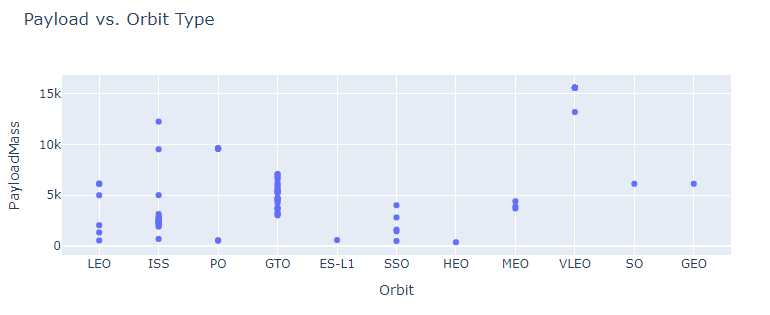 Payload vs. Orbit Type
PayloadMass
15k
10k
5k
0
LEO ISS PO GTO ES-L1 SSO HEO MEO VLEO SO GEO
Orbit